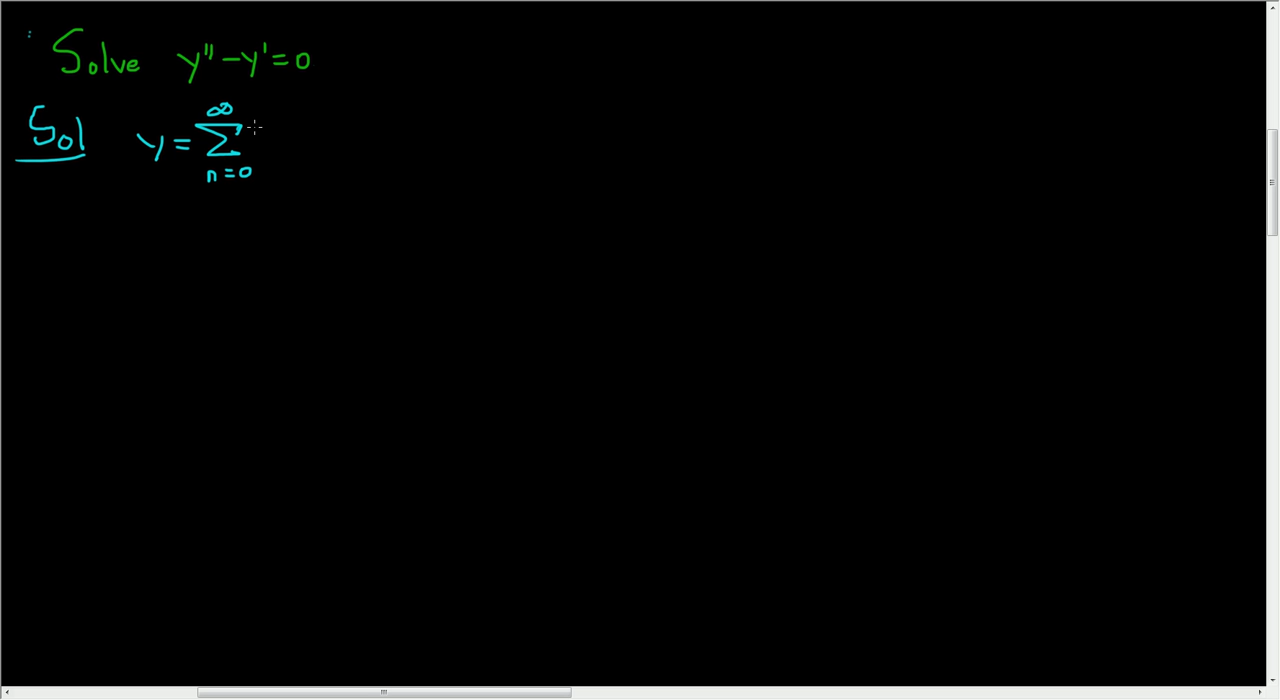 Solve y'' - y' = 0
Sol y = ∑
∞
n = 0